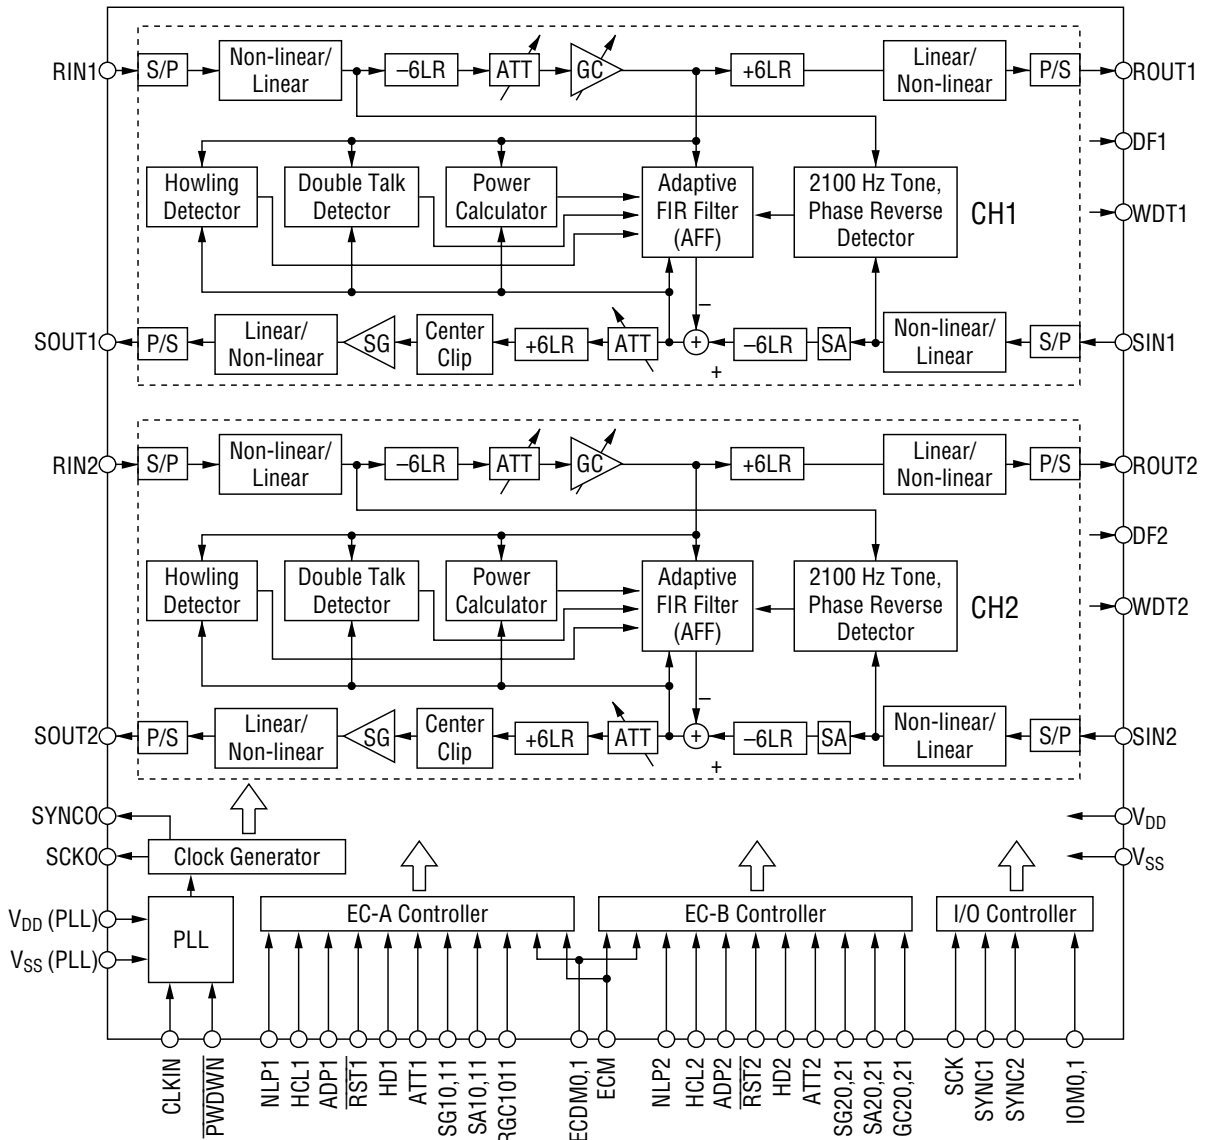 RIN1
S/P
Non-linear/
Linear
–6LR
ATT
GC
+6LR
Linear/
Non-linear
P/S
ROUT1
DF1
WDT1
Howling
Detector
Double Talk
Detector
Power
Calculator
Adaptive
FIR Filter
(AFF)
2100 Hz Tone,
Phase Reverse
Detector
CH1
SOUT1
P/S
Linear/
Non-linear
SG
Center
Clip
+6LR
ATT
–
+
+
–6LR
SA
Non-linear/
Linear
S/P
SIN1
RIN2
S/P
Non-linear/
Linear
–6LR
ATT
GC
+6LR
Linear/
Non-linear
P/S
ROUT2
DF2
WDT2
Howling
Detector
Double Talk
Detector
Power
Calculator
Adaptive
FIR Filter
(AFF)
2100 Hz Tone,
Phase Reverse
Detector
CH2
SOUT2
P/S
Linear/
Non-linear
SG
Center
Clip
+6LR
ATT
–
+
+
–6LR
SA
Non-linear/
Linear
S/P
SIN2
SYNCO
SCKO
Clock Generator
VDD
VSS
VDD (PLL)
VSS (PLL)
PLL
EC-A Controller
EC-B Controller
I/O Controller
CLKIN
PWDWN
NLP1
HCL1
ADP1
RST1
HD1
ATT1
SG10,11
SA10,11
RGC1011
ECDM0,1
ECM
NLP2
HCL2
ADP2
RST2
HD2
ATT2
SG20,21
SA20,21
GC20,21
SCK
SYNC1
SYNC2
IOM0,1